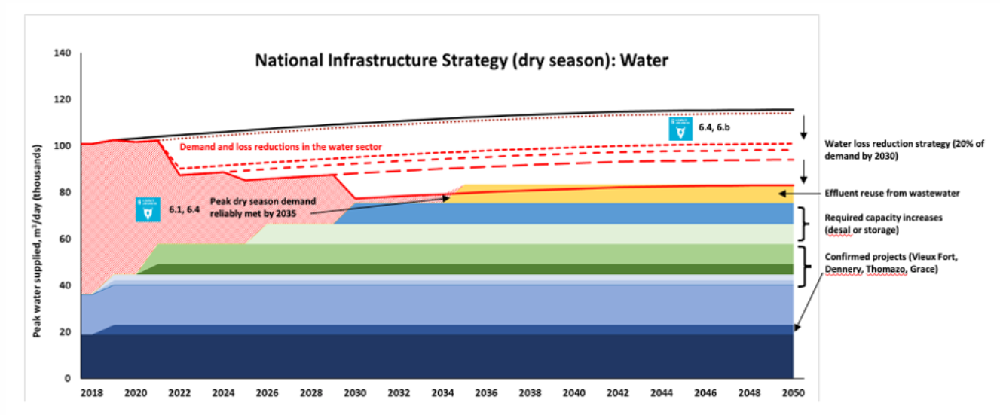 National Infrastructure Strategy (dry season): Water
Peak water supplied, m³/day (thousands)
140
120
100
80
60
40
20
0
Demand and loss reductions in the water sector
6.4, 6.b
6.1, 6.4
Peak dry season demand
reliably met by 2035
Water loss reduction strategy (20% of
demand by 2030)
Effluent reuse from wastewater
Required capacity increases
(desal or storage)
Confirmed projects (Vieux Fort,
Dennery, Thomazo, Grace)
2018 2020 2022 2024 2026 2028 2030 2032 2034 2036 2038 2040 2042 2044 2046 2048 2050